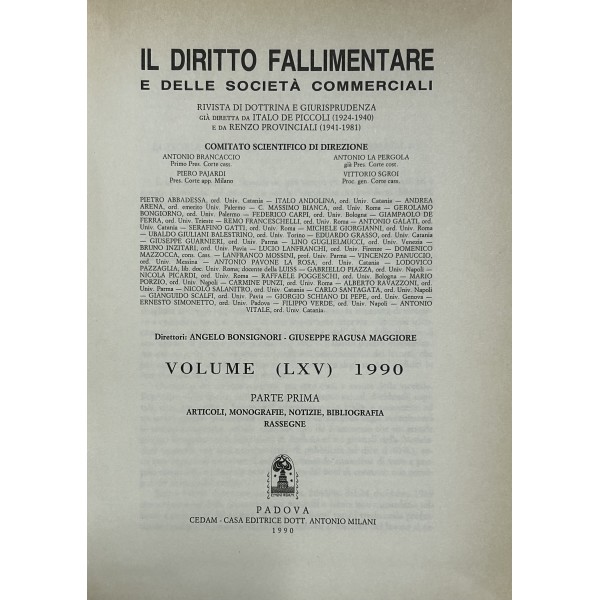 IL DIRITTO FALLIMENTARE
E DELLE SOCIETÀ COMMERCIALI
RIVISTA DI DOTTRINA E GIURISPRUDENZA
GIÀ DIRETTA DA ITALO DE PICCOLI (1924-1940)
E DA RENZO PROVINCIALI (1941-1981)
COMITATO SCIENTIFICO DI DIREZIONE
ANTONIO BRANCACCIO
Primo Pres. Corte cass.
ANTONIO LA PERGOLA
già Pres. Corte cost.
PIERO PAJARDI
Pres. Corte app. Milano
VITTORIO SGROI
Proc. gen. Corte cass.
PIETRO ABBADESSA, ord. Univ. Catania — ITALO ANDOLINA, ord. Univ. Catania — ANDREA
ARENA, ord. emerito Univ. Palermo — C. MASSIMO BIANCA, ord. Univ. Roma — GEROLAMO
BONGIORNO, ord. Univ. Palermo — FEDERICO CARPI, ord. Univ. Bologna — GIAMPAOLO DE
FERRA, ord. Univ. Trieste — REMO FRANCESCHELLI, ord. Univ. Roma — ANTONIO GALATI, ord.
Univ. Catania — SERAFINO GATTI, ord. Univ. Roma — MICHELE GIORGIANNI, ord. Univ. Roma
— UBALDO GIULIANI BALESTRINO, ord. Univ. Torino — EDUARDO GRASSO, ord. Univ. Catania
— GIUSEPPE GUARNIERI, ord. Univ. Parma — LINO GUGLIELMUCCI, ord. Univ. Venezia —
BRUNO INZITARI, ord. Univ. Pavia — LUCIO LANFRANCHI, ord. Univ. Firenze — DOMENICO
MAZZOCCA, cons. Cass. — LANFRANCO MOSSINI, prof. Univ. Parma — VINCENZO PANUCCIO,
ord. Univ. Messina — ANTONIO PAVONE LA ROSA, ord. Univ. Catania — LODOVICO
PAZZAGLIA, lib. doc. Univ. Roma; docente della LUISS — GABRIELLO PIAZZA, ord. Univ. Napoli
— NICOLA PICARDI, ord. Univ. Roma — RAFFAELE POGGESCHI, ord. Univ. Bologna — MARIO
PORZIO, ord. Univ. Napoli — CARMINE PUNZI, ord. Univ. Roma — ALBERTO RAVAZZONI, ord.
Univ. Parma — NICOLÒ SALANITRO, ord. Univ. Catania — CARLO SANTAGATA, ord. Univ. Napoli
— GIANGUIDO SCALFI, ord. Univ. Pavia — GIORGIO SCHIANO DI PEPE, ord. Univ. Genova —
ERNESTO SIMONETTO, ord. Univ. Padova — FILIPPO VERDE, ord. Univ. Napoli — ANTONIO
VITALE, ord. Univ. Catania.
Direttori: ANGELO BONSIGNORI - GIUSEPPE RAGUSA MAGGIORE
VOLUME (LXV) 1990
PARTE PRIMA
ARTICOLI, MONOGRAFIE, NOTIZIE, BIBLIOGRAFIA
RASSEGNE
PADOVA
CEDAM - CASA EDITRICE DOTT. ANTONIO MILANI
1990